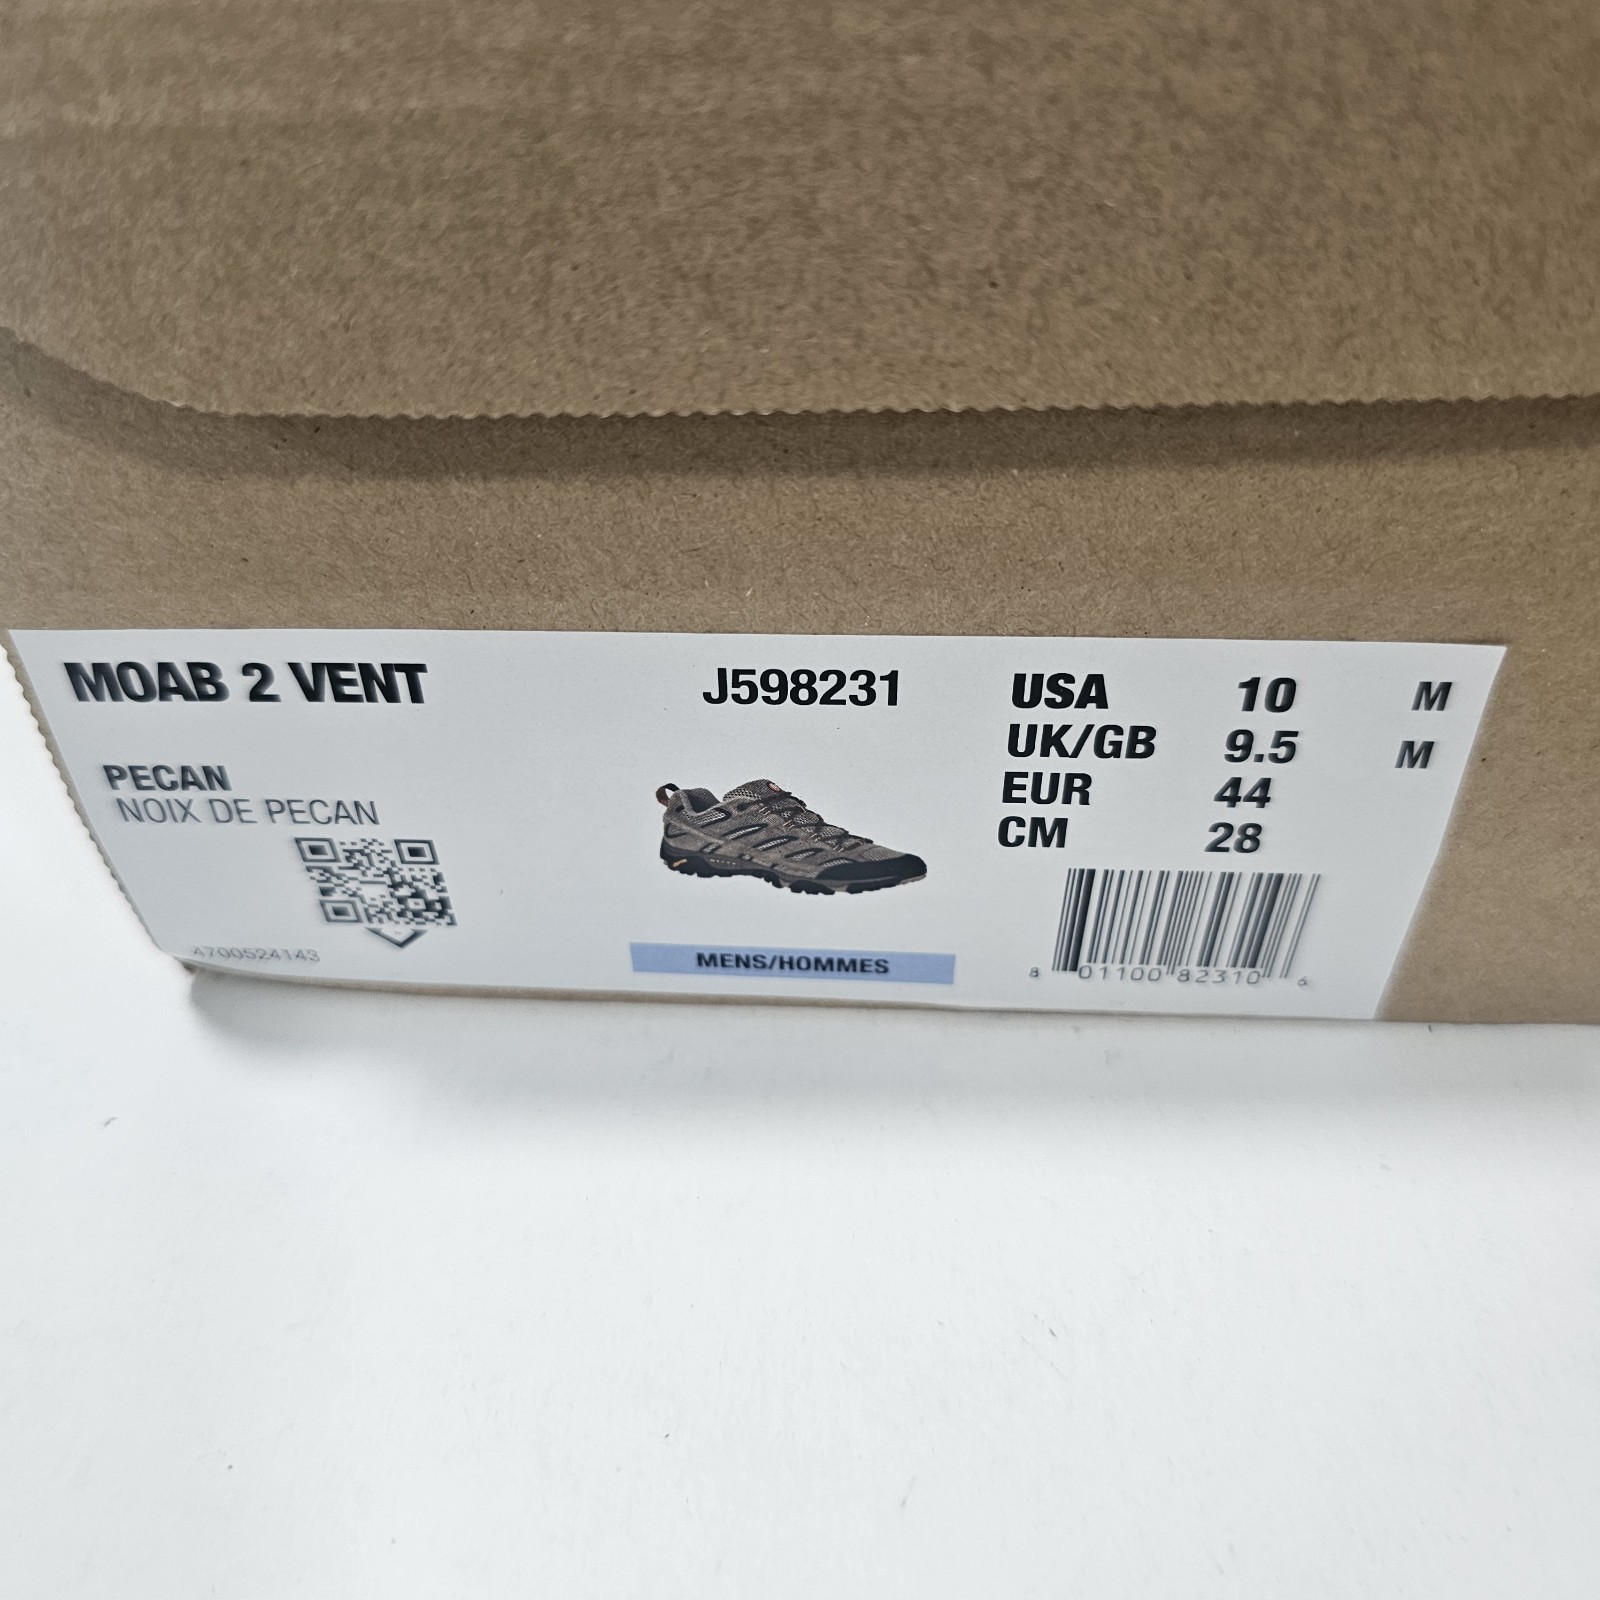 MOAB 2 VENT
J598231
PECAN
NOIX DE PECAN
4700524143
MENS/HOMMES
USA 10 M
UK/GB 9.5 M
EUR 44
CM 28
8 01100 82310 6